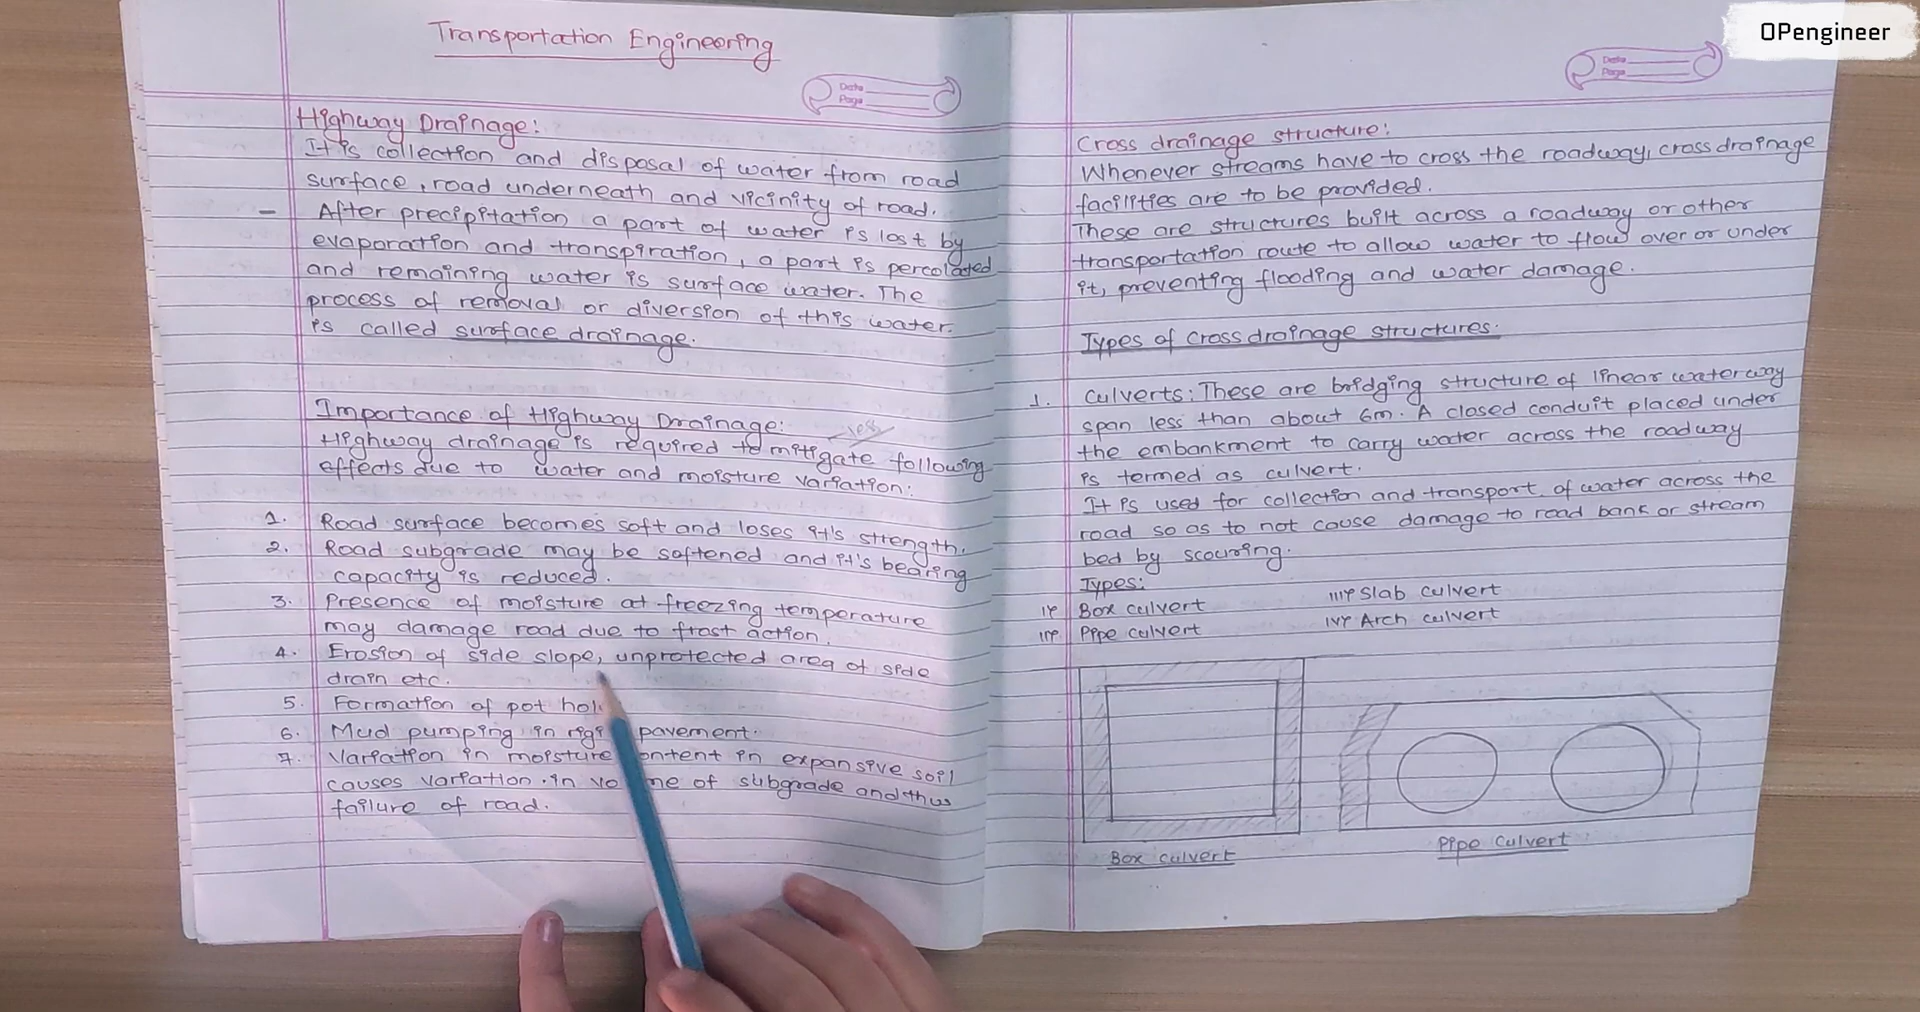 OPengineer
Transportation Engineering
Date
Page
Highway Drainage:
It is collection and disposal of water from road
surface, road underneath and vicinity of road.
- After precipitation a part of water is lost by
evaporation and transpiration, a part is percolated
and remaining water is surface water. The
process of removal or diversion of this water
is called surface drainage.
Importance of Highway Drainage:
Highway drainage is required to mitigate following
effects due to water and moisture variation:
1. Road surface becomes soft and loses it's strength.
2. Road subgrade may be softened and it's bearing
capacity is reduced.
3. Presence of moisture at freezing temperature
may damage road due to frost action.
4. Erosion of side slope, unprotected area of side
drain etc.
5. Formation of pot
6. Mud pumping in pavement.
7. Variation in moisture in expansive soil
causes variation in of subgrade and thus
failure of road.
Date
Page
Cross drainage structure:
Whenever streams have to cross the roadway, cross drainage
facilities are to be provided.
These are structures built across a roadway or other
transportation route to allow water to flow over or under
it, preventing flooding and water damage.
Types of cross drainage structures.
1. Culverts: These are bridging structure of linear waterway
span less than about 6m. A closed conduit placed under
the embankment to carry water across the roadway
is termed as culvert.
It is used for collection and transport of water across the
road so as to not cause damage to road bank or stream
bed by scouring.
Types:
i) Box culvert iii) Slab culvert
ii) Pipe culvert iv) Arch culvert
Box culvert
Pipe Culvert